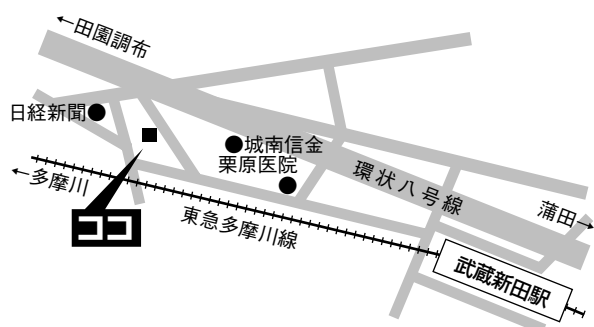 ←田園調布
日経新聞
城南信金
栗原医院
環状八号線
←多摩川
蒲田→
ココ
東急多摩川線
武蔵新田駅